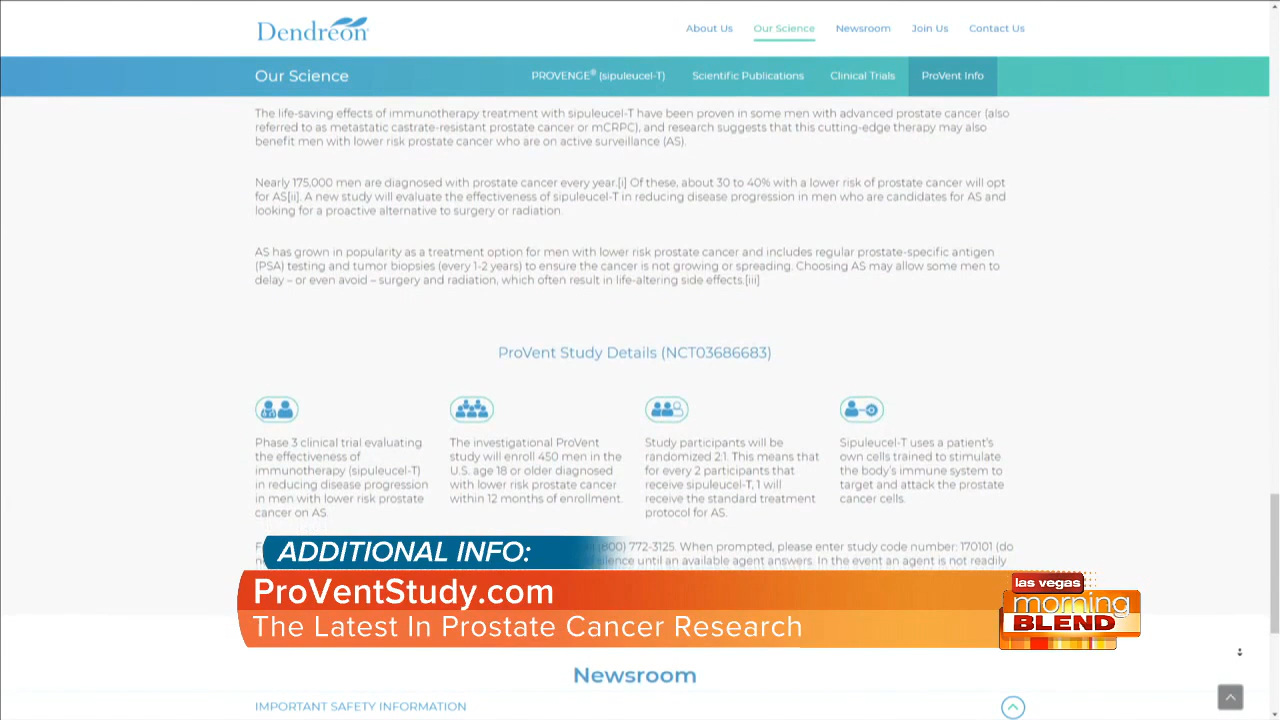 Dendreon
About Us Our Science Newsroom Join Us Contact Us
Our Science PROVENGE® (sipuleucel-T) Scientific Publications Clinical Trials ProVent Info
The life-saving effects of immunotherapy treatment with sipuleucel-T have been proven in some men with advanced prostate cancer (also
referred to as metastatic castrate-resistant prostate cancer or mCRPC), and research suggests that this cutting-edge therapy may also
benefit men with lower risk prostate cancer who are on active surveillance (AS).
Nearly 175,000 men are diagnosed with prostate cancer every year.[i] Of these, about 30 to 40% with a lower risk of prostate cancer will opt
for AS[ii]. A new study will evaluate the effectiveness of sipuleucel-T in reducing disease progression in men who are candidates for AS and
looking for a proactive alternative to surgery or radiation.
AS has grown in popularity as a treatment option for men with lower risk prostate cancer and includes regular prostate-specific antigen
(PSA) testing and tumor biopsies (every 1-2 years) to ensure the cancer is not growing or spreading. Choosing AS may allow some men to
delay – or even avoid – surgery and radiation, which often result in life-altering side effects.[iii]
ProVent Study Details (NCT03686683)
Phase 3 clinical trial evaluating
the effectiveness of
immunotherapy (sipuleucel-T)
in reducing disease progression
in men with lower risk prostate
cancer on AS.
The investigational ProVent
study will enroll 450 men in the
U.S. age 18 or older diagnosed
with lower risk prostate cancer
within 12 months of enrollment.
Study participants will be
randomized 2:1. This means that
for every 2 participants that
receive sipuleucel-T, 1 will
receive the standard treatment
protocol for AS.
Sipuleucel-T uses a patient's
own cells trained to stimulate
the body's immune system to
target and attack the prostate
cancer cells.
(800) 772-3125. When prompted, please enter study code number: 170101 (do
until an available agent answers. In the event an agent is not readily
ADDITIONAL INFO:
ProVentStudy.com
The Latest In Prostate Cancer Research
las vegas
morning
BLEND
Newsroom
IMPORTANT SAFETY INFORMATION